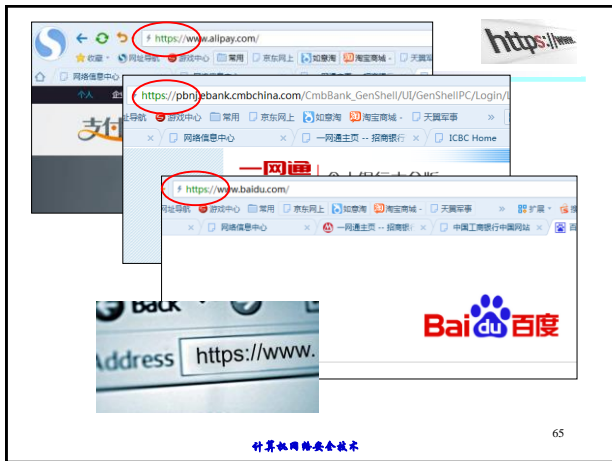 https://www.alipay.com/
收藏 网址导航 游戏中心 常用 京东网上 如意淘 淘宝商城 天翼军
网络信息中心
个人
支付
https://www.
https://pbnj ebank.cmbchina.com/CmbBank_GenShell/UI/GenShellPC/Login/L
址导航 游戏中心 常用 京东网上 如意淘 淘宝商城 天翼军事 »
× 网络信息中心 × 一网通主页 -- 招商银行 × ICBC Home
一网通
https://www.baidu.com/
网址导航 游戏中心 常用 京东网上 如意淘 淘宝商城 天翼军事 » 扩展
× 网络信息中心 × 一网通主页 -- 招商银 × 中国工商银行中国网站 × 百
Bai du 百度
Back
Address https://www.
65
计算机网络安全技术